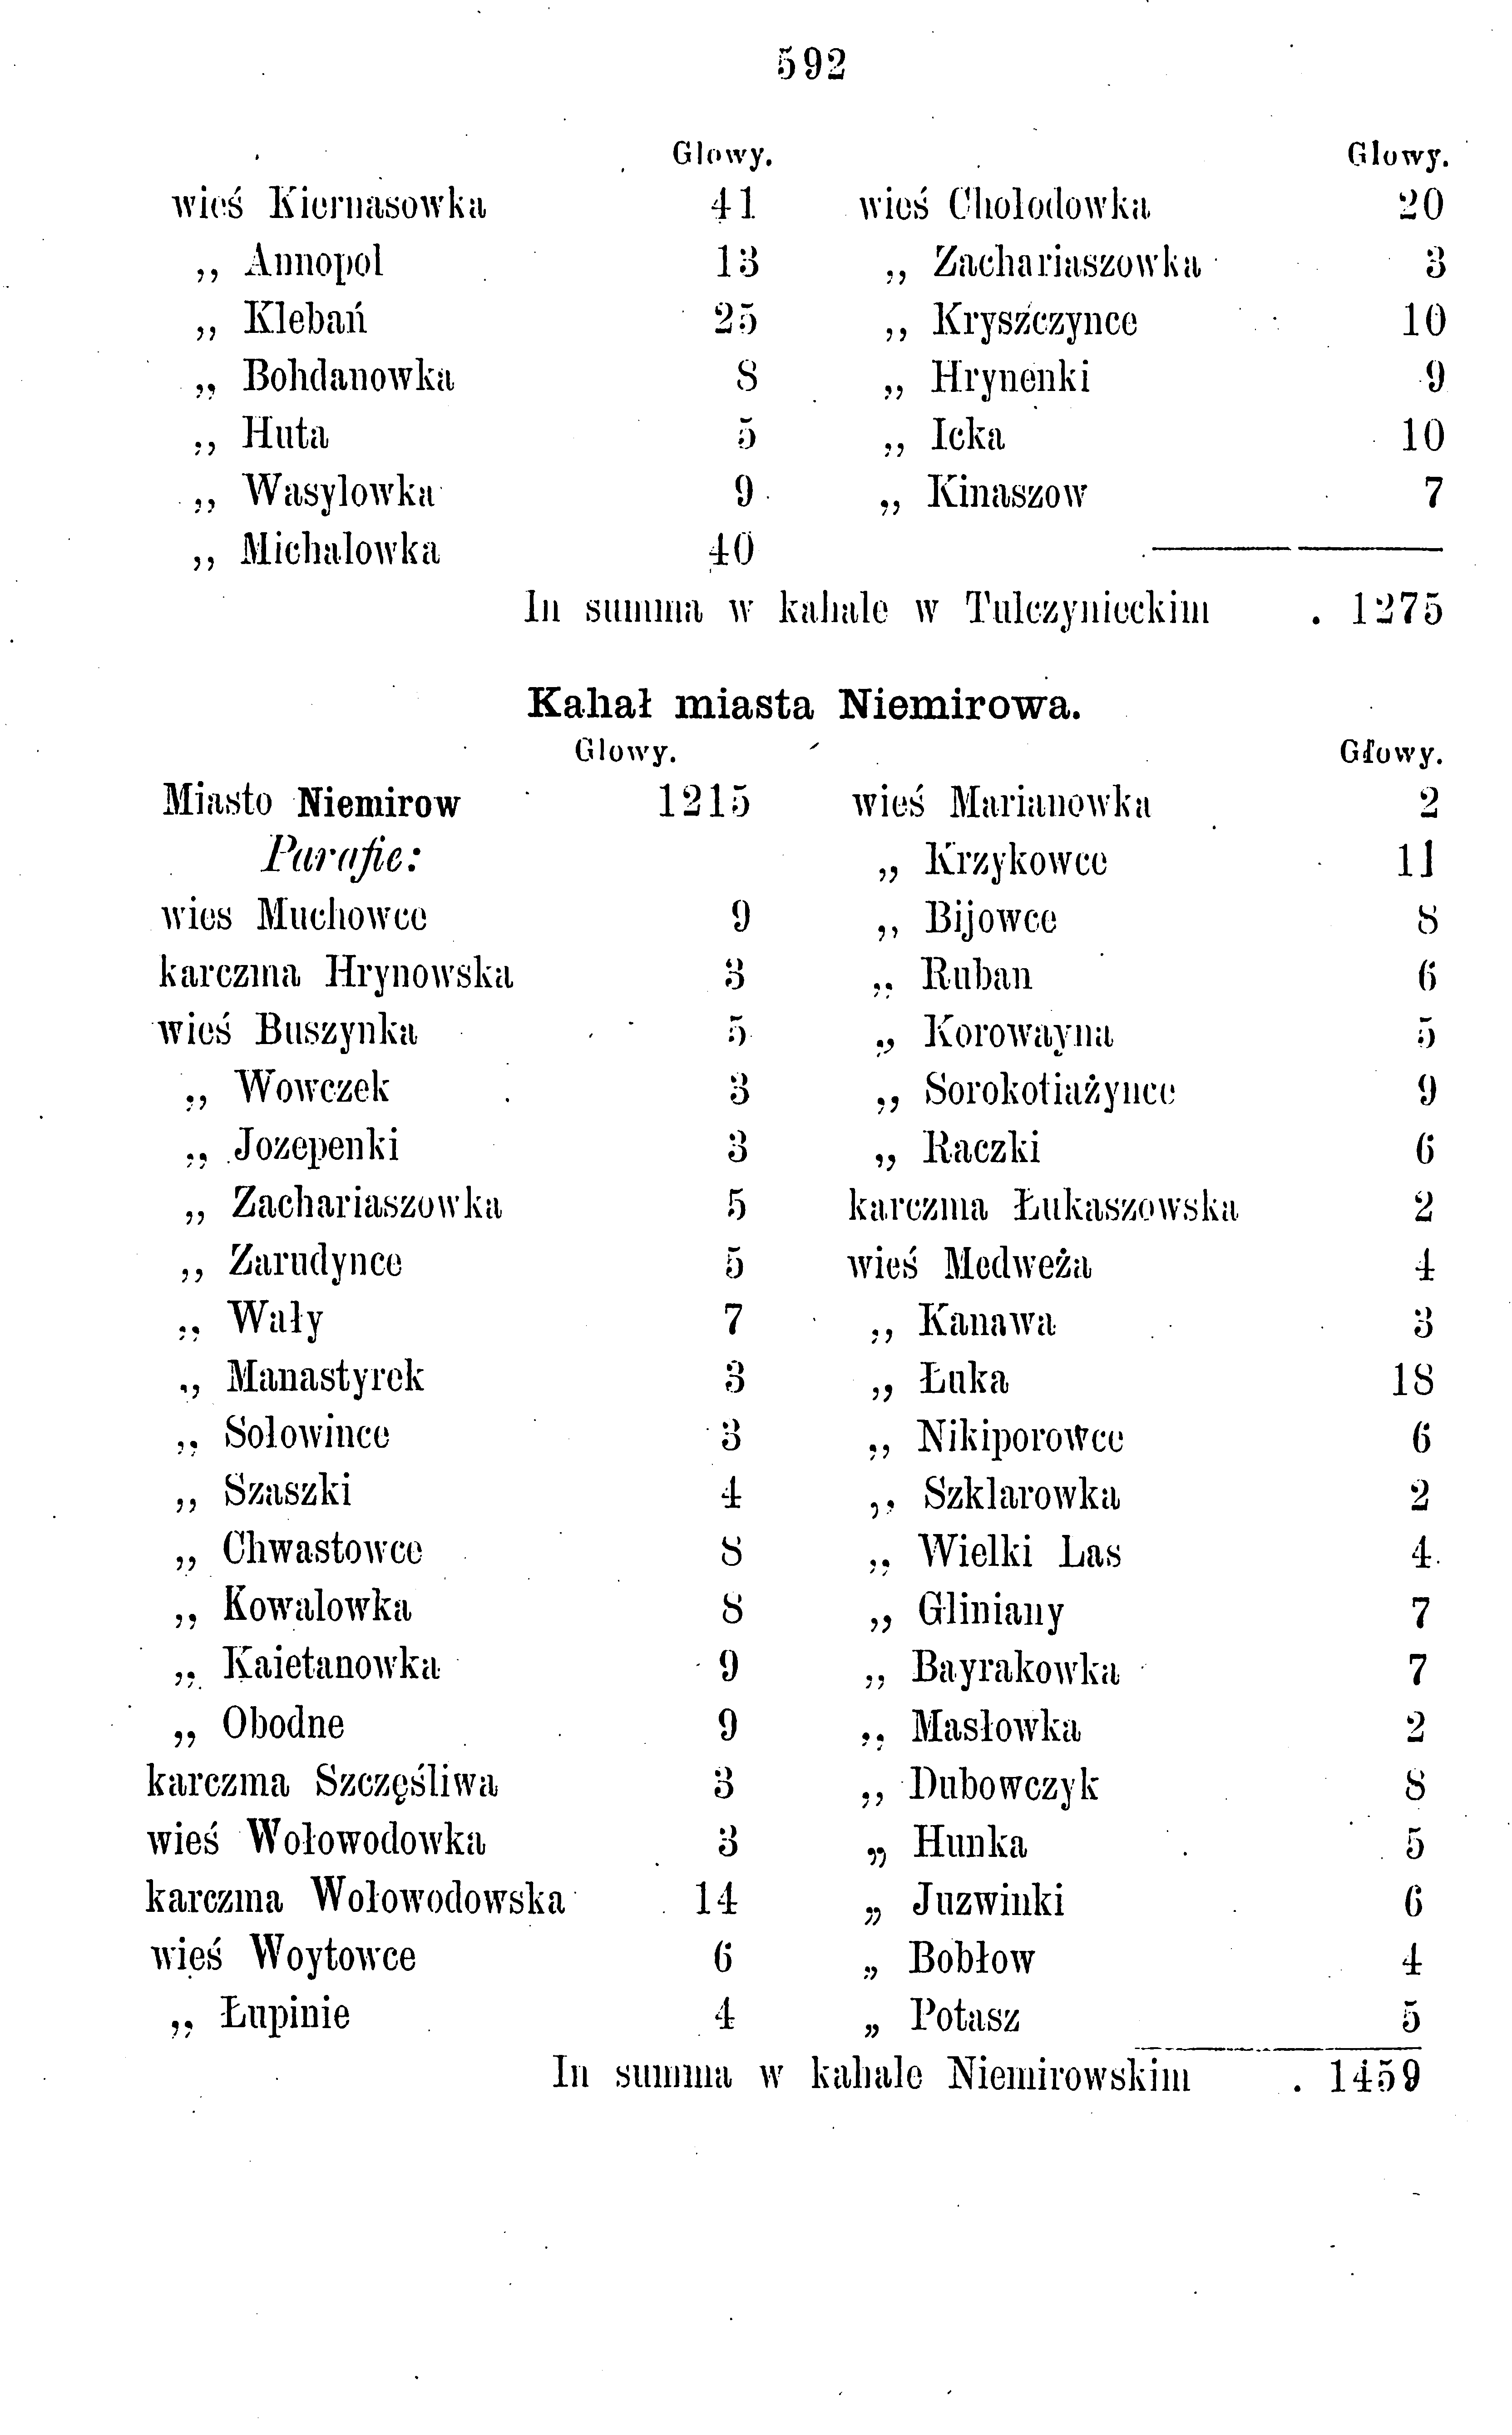 592
Glowy.
wieś Kiernasowka 41
„ Annopol 13
„ Klebań 25
„ Bohdanowka 8
„ Huta 5
„ Wasylowka 9
„ Michalowka 40
Glowy.
wieś Cholodowka 20
„ Zachariaszowka 3
„ Kryszczynce 10
„ Hrynenki 9
„ Icka 10
„ Kinaszow 7
In summa w kahale w Tulczynieckim . 1275
Kahał miasta Niemirowa.
Glowy.
Miasto Niemirow 1215
Parafie:
wies Muchowce 9
karczma Hrynowska 3
wieś Buszynka 5
„ Wowczek 3
„ Jozepenki 3
„ Zachariaszowka 5
„ Zarudynce 5
„ Wały 7
„ Manastyrek 3
„ Sołowince 3
„ Szaszki 4
„ Chwastowce 8
„ Kowalowka 8
„ Kaietanowka 9
„ Obodne 9
karczma Szczęśliwa 3
wieś Wołowodowka 3
karczma Wołowodowska 14
wieś Woytowce 6
„ Łupinie 4
Głowy.
wieś Marianowka 2
„ Krzykowce 11
„ Bijowce 8
„ Ruban 6
„ Korowayna 5
„ Sorokotiażynce 9
„ Raczki 6
karczma Łukaszowska 2
wieś Medweża 4
„ Kanawa 3
„ Łuka 18
„ Nikiporowce 6
„ Szklarowka 2
„ Wielki Las 4
„ Gliniany 7
„ Bayrakowka 7
„ Masłowka 2
„ Dubowczyk 8
„ Hunka 5
„ Juzwinki 6
„ Bobłow 4
„ Potasz 5
In summa w kahale Niemirowskim . 1459